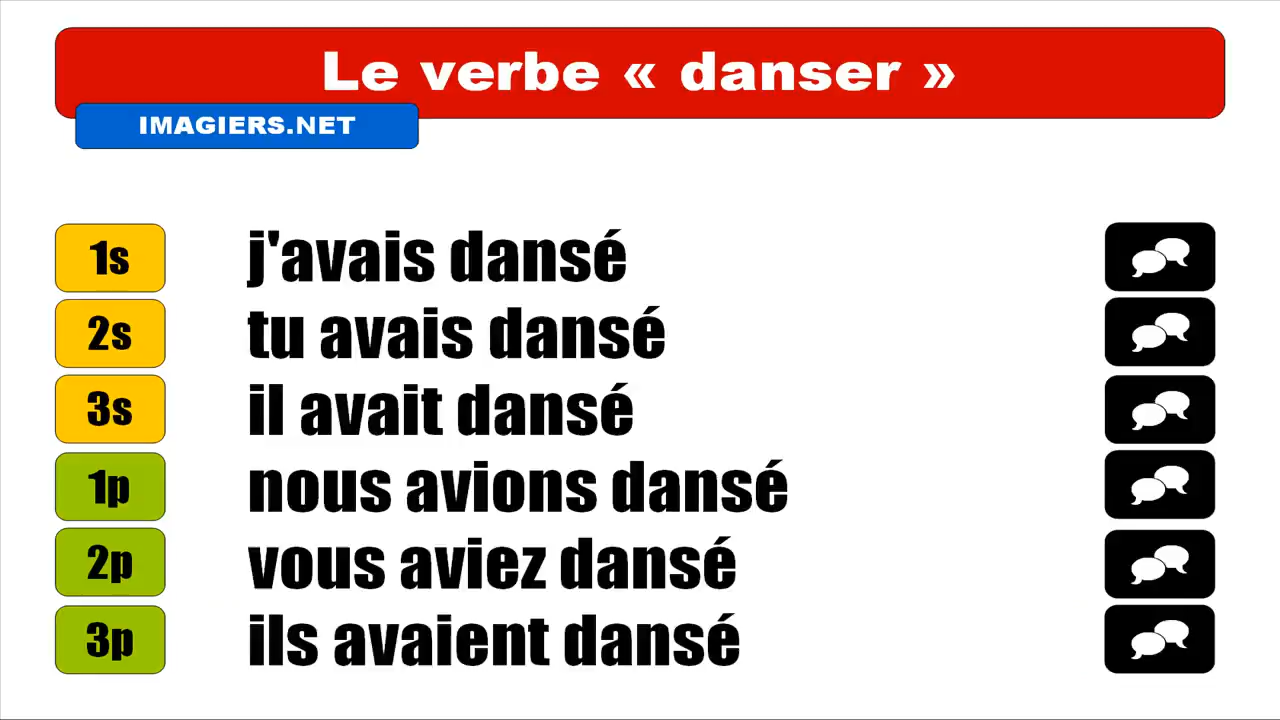 Le verbe « danser »
IMAGIERS.NET
1s j'avais dansé
2s tu avais dansé
3s il avait dansé
1p nous avions dansé
2p vous aviez dansé
3p ils avaient dansé